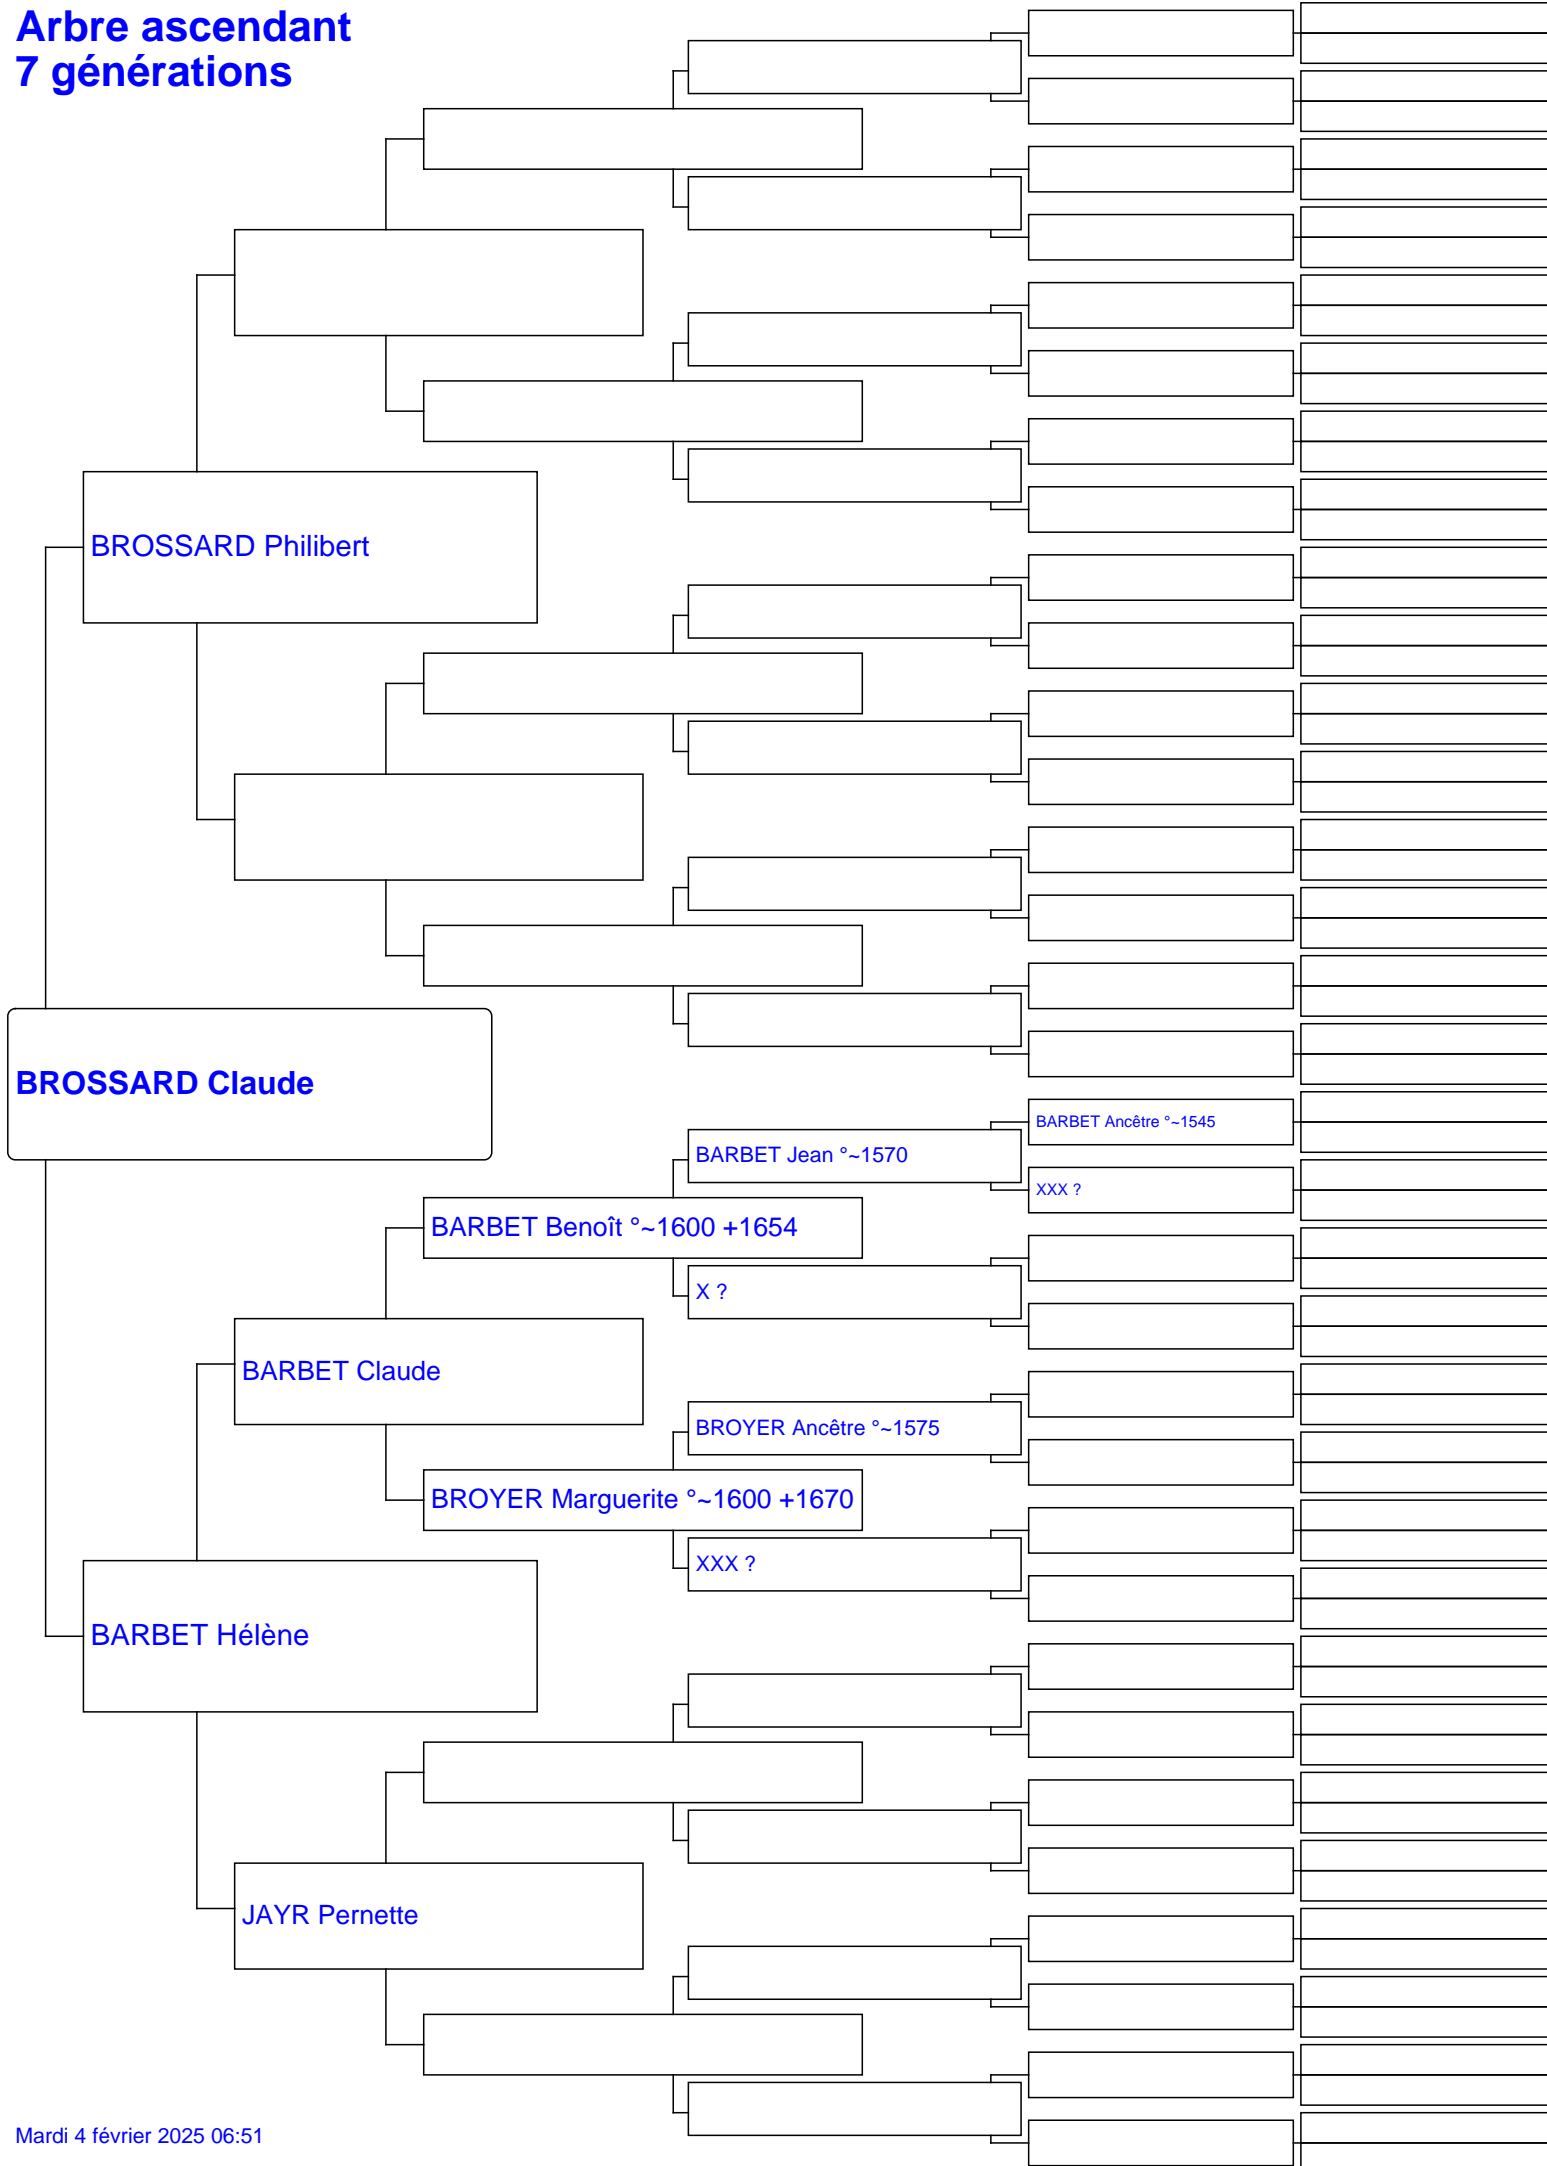 Arbre ascendant
7 générations
BROSSARD Philibert
BROSSARD Claude
BARBET Ancêtre °~1545
BARBET Jean °~1570
XXX ?
BARBET Benoît °~1600 +1654
X ?
BARBET Claude
BROYER Ancêtre °~1575
BROYER Marguerite °~1600 +1670
XXX ?
BARBET Hélène
JAYR Pernette
Mardi 4 février 2025 06:51